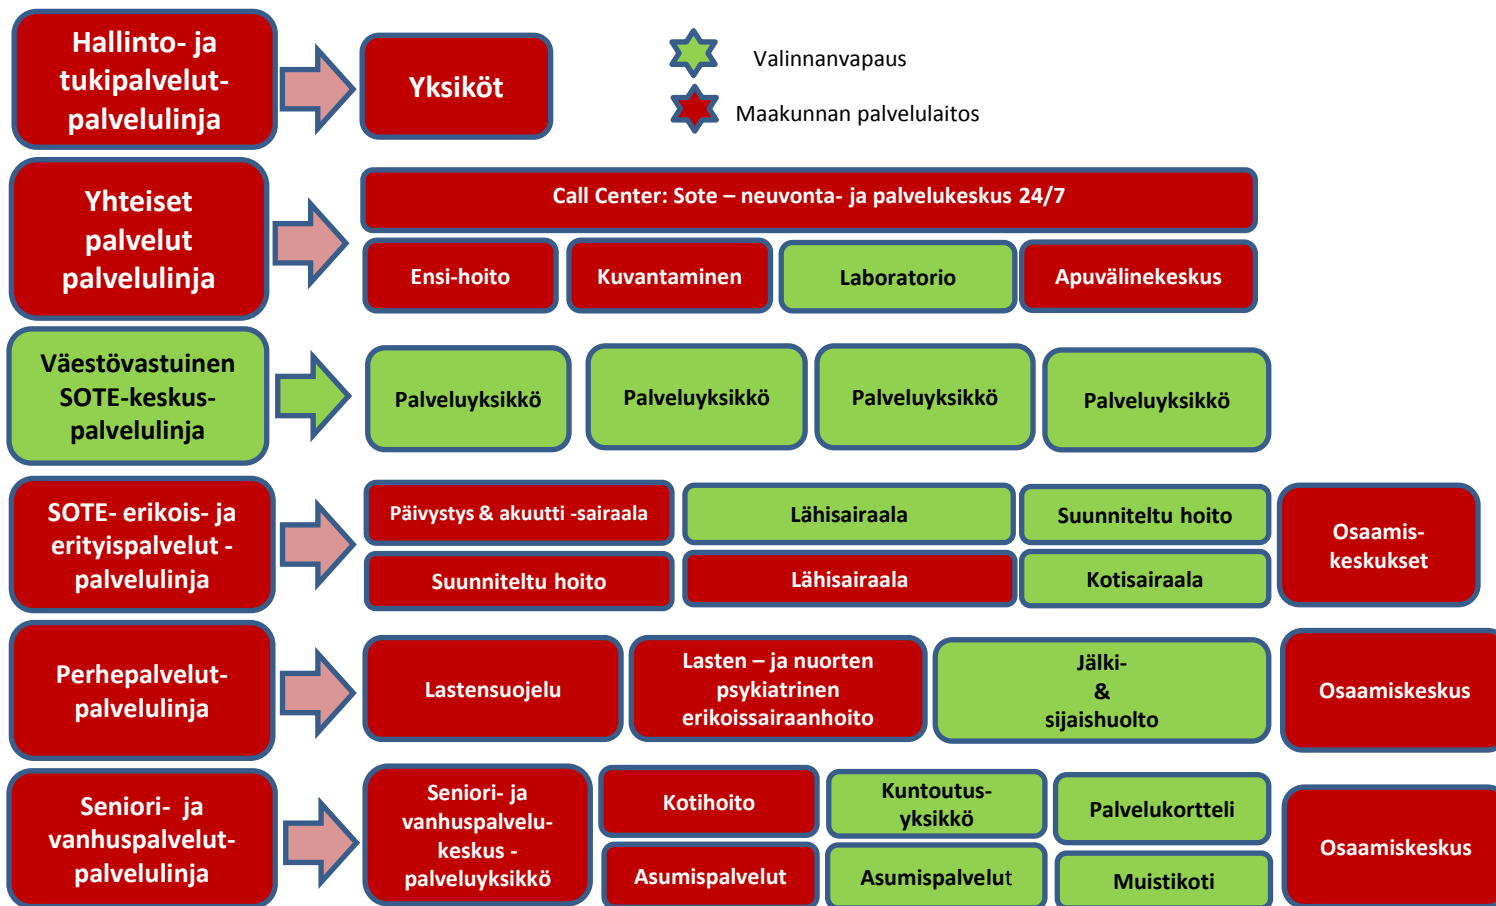 Hallinto- ja
tukipalvelut-
palvelulinja
Yksiköt
Valinnanvapaus
Maakunnan palvelulaitos
Yhteiset
palvelut
palvelulinja
Call Center: Sote – neuvonta- ja palvelukeskus 24/7
Ensi-hoito
Kuvantaminen
Laboratorio
Apuvälinekeskus
Väestövastuinen
SOTE-keskus-
palvelulinja
Palveluyksikkö
Palveluyksikkö
Palveluyksikkö
Palveluyksikkö
SOTE- erikois- ja
erityispalvelut -
palvelulinja
Päivystys & akuutti -sairaala
Lähisairaala
Suunniteltu hoito
Suunniteltu hoito
Lähisairaala
Kotisairaala
Osaamis-
keskukset
Perhepalvelut-
palvelulinja
Lastensuojelu
Lasten – ja nuorten
psykiatrinen
erikoissairaanhoito
Jälki-
&
sijaishuolto
Osaamiskeskus
Seniori- ja
vanhuspalvelut-
palvelulinja
Seniori- ja
vanhuspalvelu-
keskus -
palveluyksikkö
Kotihoito
Kuntoutus-
yksikkö
Palvelukortteli
Asumispalvelut
Asumispalvelut
Muistikoti
Osaamiskeskus